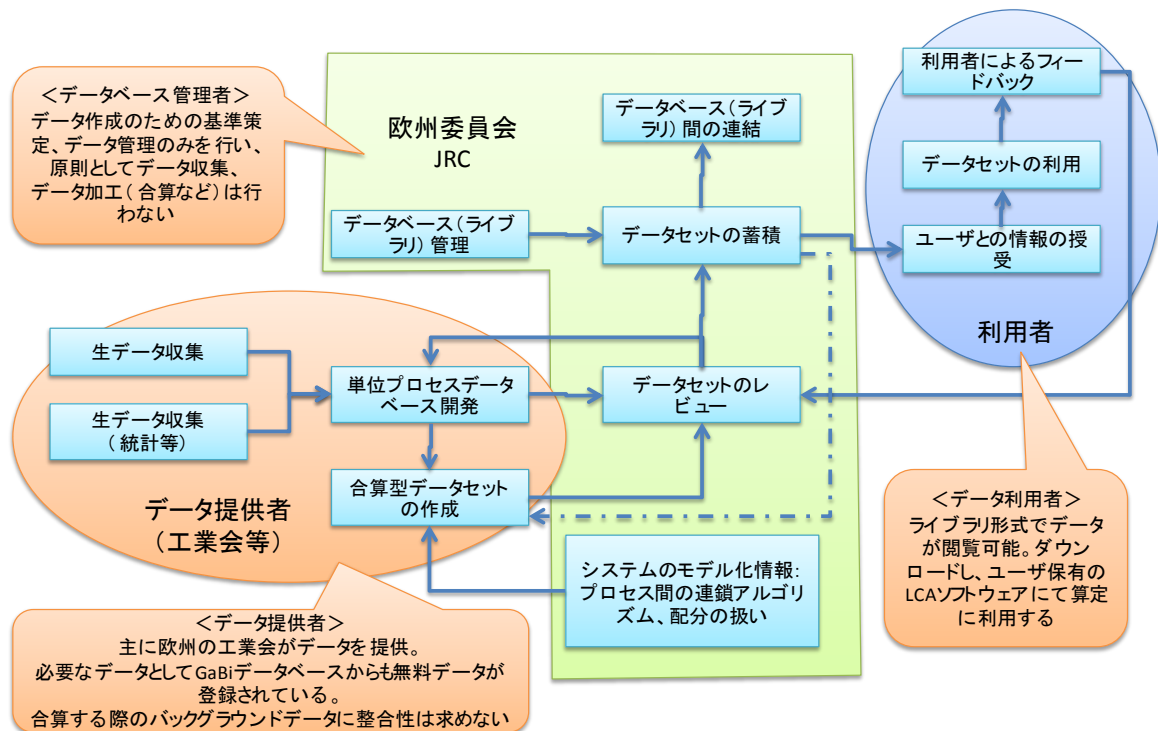 <データベース管理者>
データ作成のための基準策
定、データ管理のみを行い、
原則としてデータ収集、
データ加工(合算など)は行
わない
欧州委員会
JRC
データベース(ライブ
ラリ)間の連結
データベース(ライブ
ラリ)管理
データセットの蓄積
利用者によるフィー
ドバック
データセットの利用
ユーザとの情報の授
受
利用者
生データ収集
生データ収集
(統計等)
単位プロセスデータ
ベース開発
データセットのレ
ビュー
合算型データセット
の作成
データ提供者
(工業会等)
システムのモデル化情報:
プロセス間の連鎖アルゴリ
ズム、配分の扱い
<データ利用者>
ライブラリ形式でデータ
が閲覧可能。ダウン
ロードし、ユーザ保有の
LCAソフトウェアにて算定
に利用する
<データ提供者>
主に欧州の工業会がデータを提供。
必要なデータとしてGaBiデータベースからも無料データが
登録されている。
合算する際のバックグラウンドデータに整合性は求めない